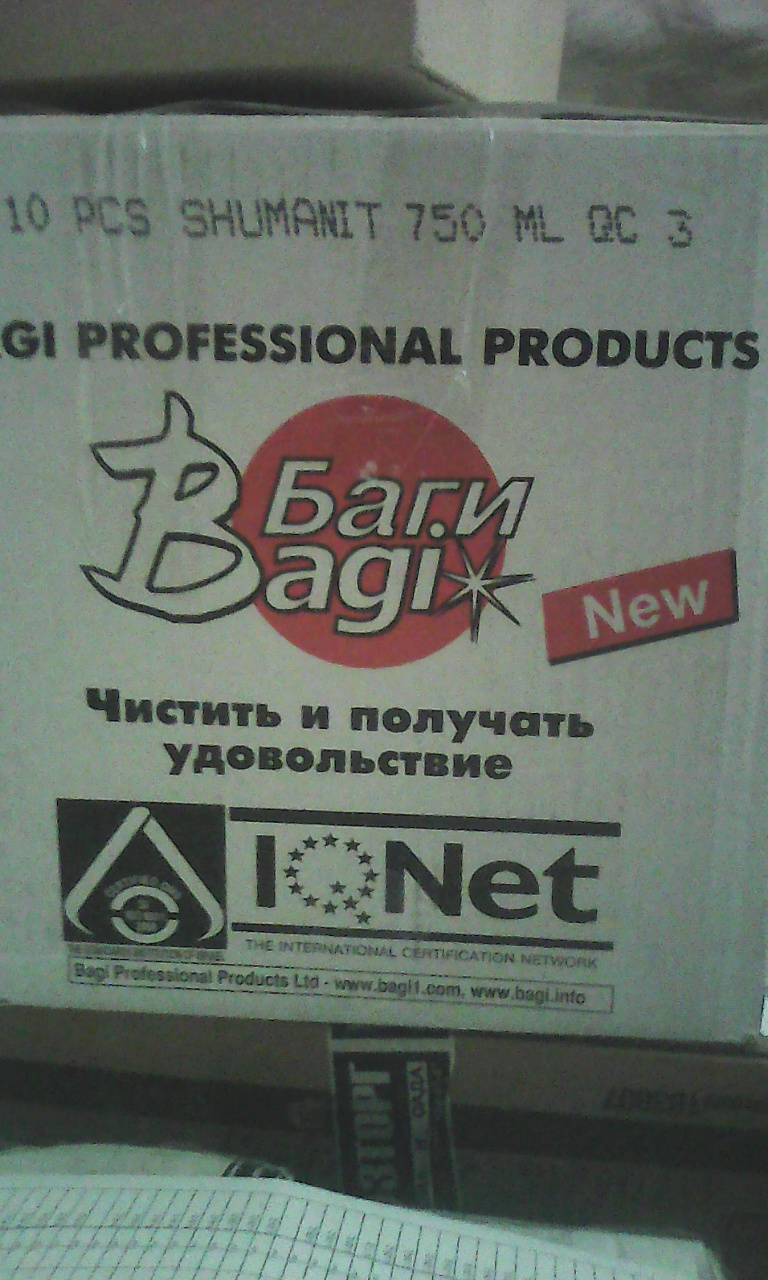 10 PCS SHUMANIT 750 ML QC 3
AGI PROFESSIONAL PRODUCTS
Баги
Bagi
New
Чистить и получать
удовольствие
IQNet
THE INTERNATIONAL CERTIFICATION NETWORK
Bagi Professional Products Ltd - www.bagi1.com, www.bagi.info